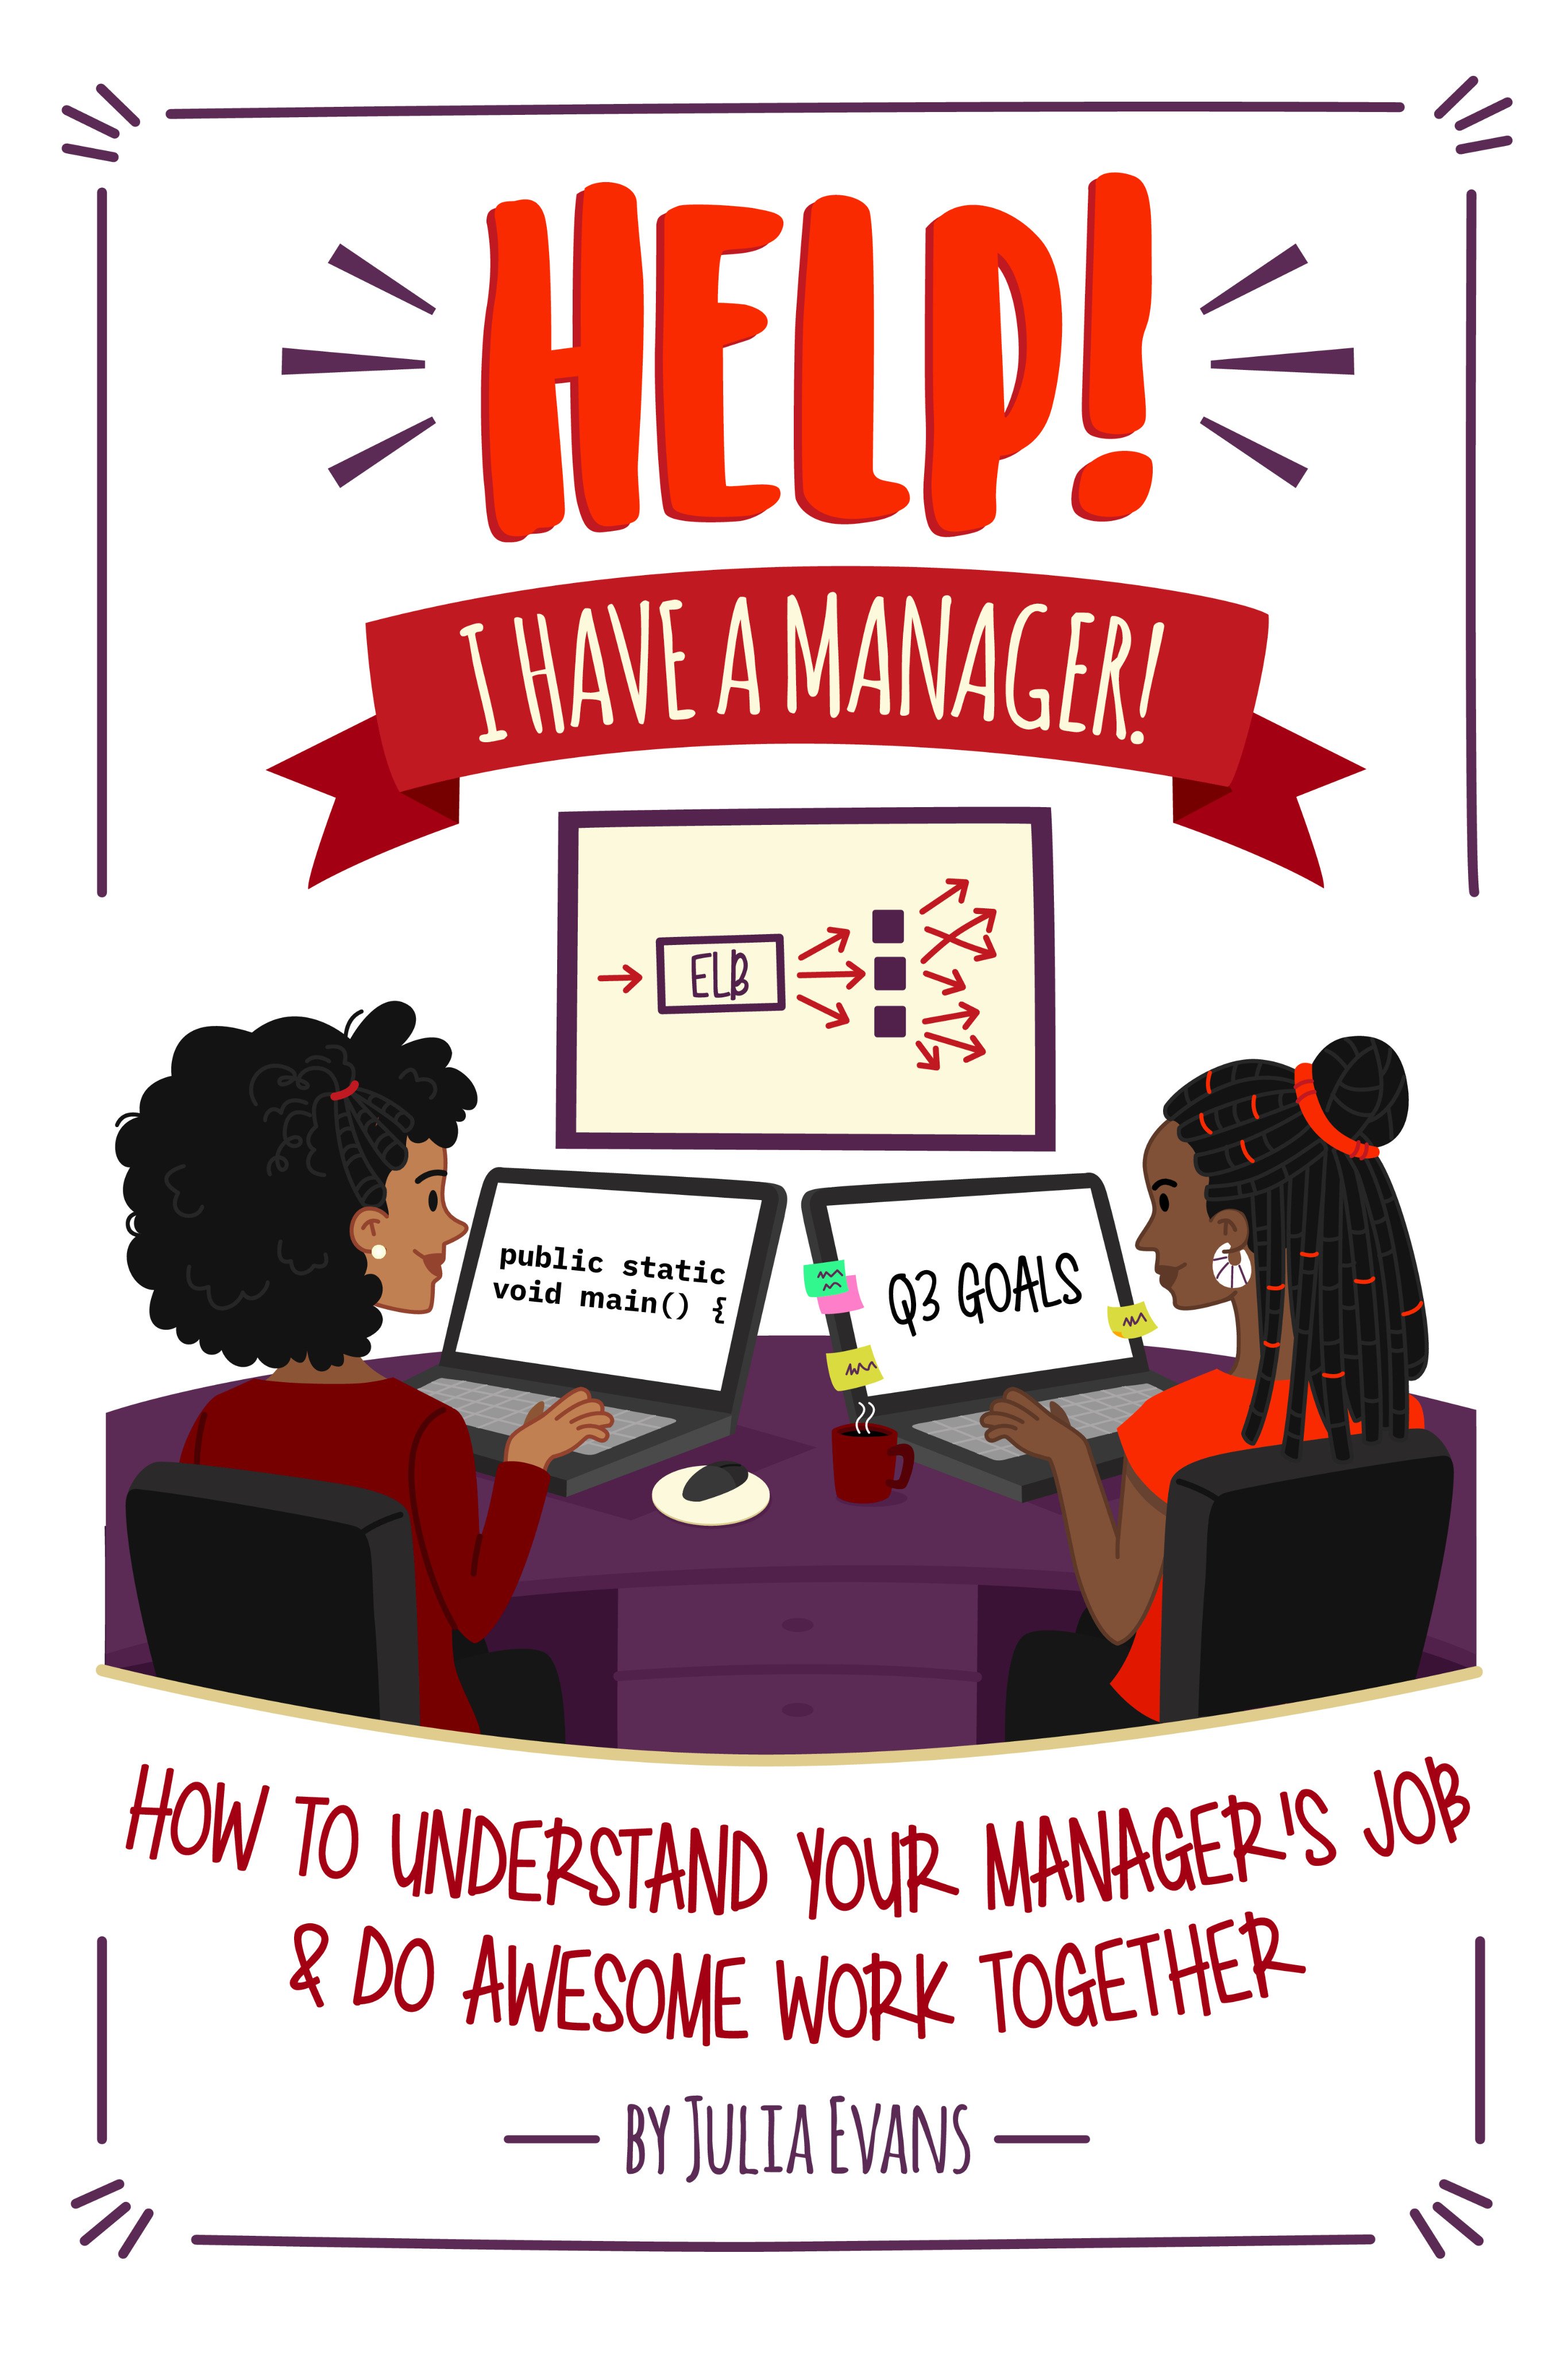 HELP!
I HAVE A MANAGER!
ELB
public static
void main() {
Q3 GOALS
HOW TO UNDERSTAND YOUR MANAGER'S JOB
& DO AWESOME WORK TOGETHER
BY JULIA EVANS